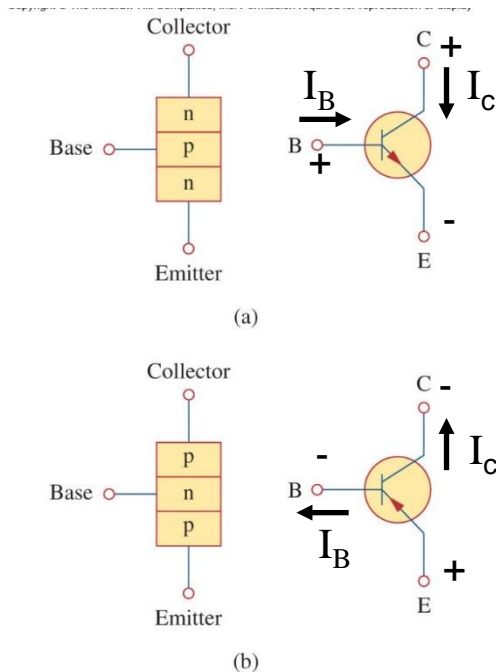 Collector
C +
I_B
I_C
n
p
n
Base
B
+
-
E
Emitter
(a)
Collector
C -
I_C
p
n
p
Base
-
B
I_B
+
E
Emitter
(b)